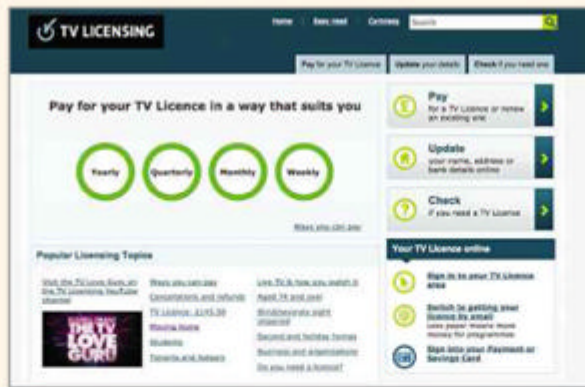 TV LICENSING
Home
Search
Pay for your TV Licence
Update your details
Check if you need one
Pay for your TV Licence in a way that suits you
Yearly
Quarterly
Monthly
Weekly
Ways you can pay
Pay
for a TV Licence or renew
an existing one
Update
your name, address or
bank details online
Check
if you need a TV Licence
Popular Licensing Topics
Visit the TV Love Guru on
the TV Licensing YouTube
channel
THE TV
LOVE
GURU
Ways you can pay
Cancellations and refunds
TV Licence: £145.50
Moving home
Students
Tenants and lodgers
Live TV & how you watch it
Aged 74 and over
Blind/severely sight
impaired
Second and holiday homes
Business and organisations
Do you need a licence?
Your TV Licence online
Sign in to your TV Licence
area
Switch to getting your
licence by email
Less paper means more
money for programmes
Sign into your Payment or
Savings Card